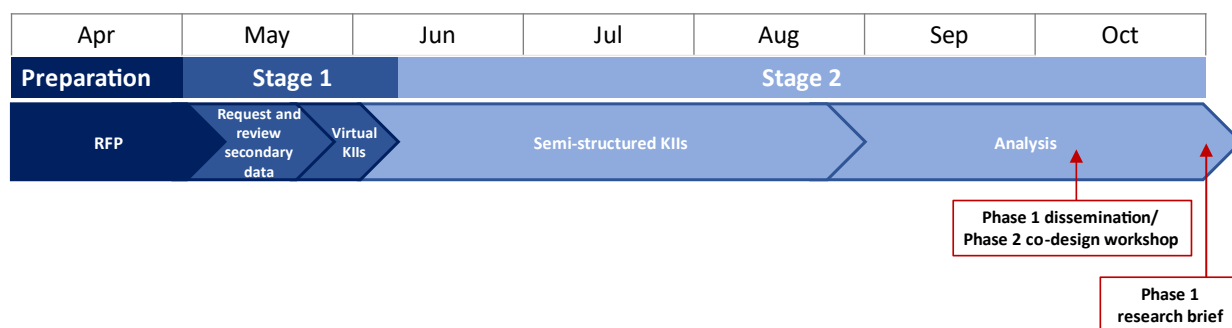 Apr May Jun Jul Aug Sep Oct
Preparation Stage 1 Stage 2
RFP
Request and
review
secondary
data
Virtual
KIIs
Semi-structured KIIs
Analysis
Phase 1 dissemination/
Phase 2 co-design workshop
Phase 1
research brief